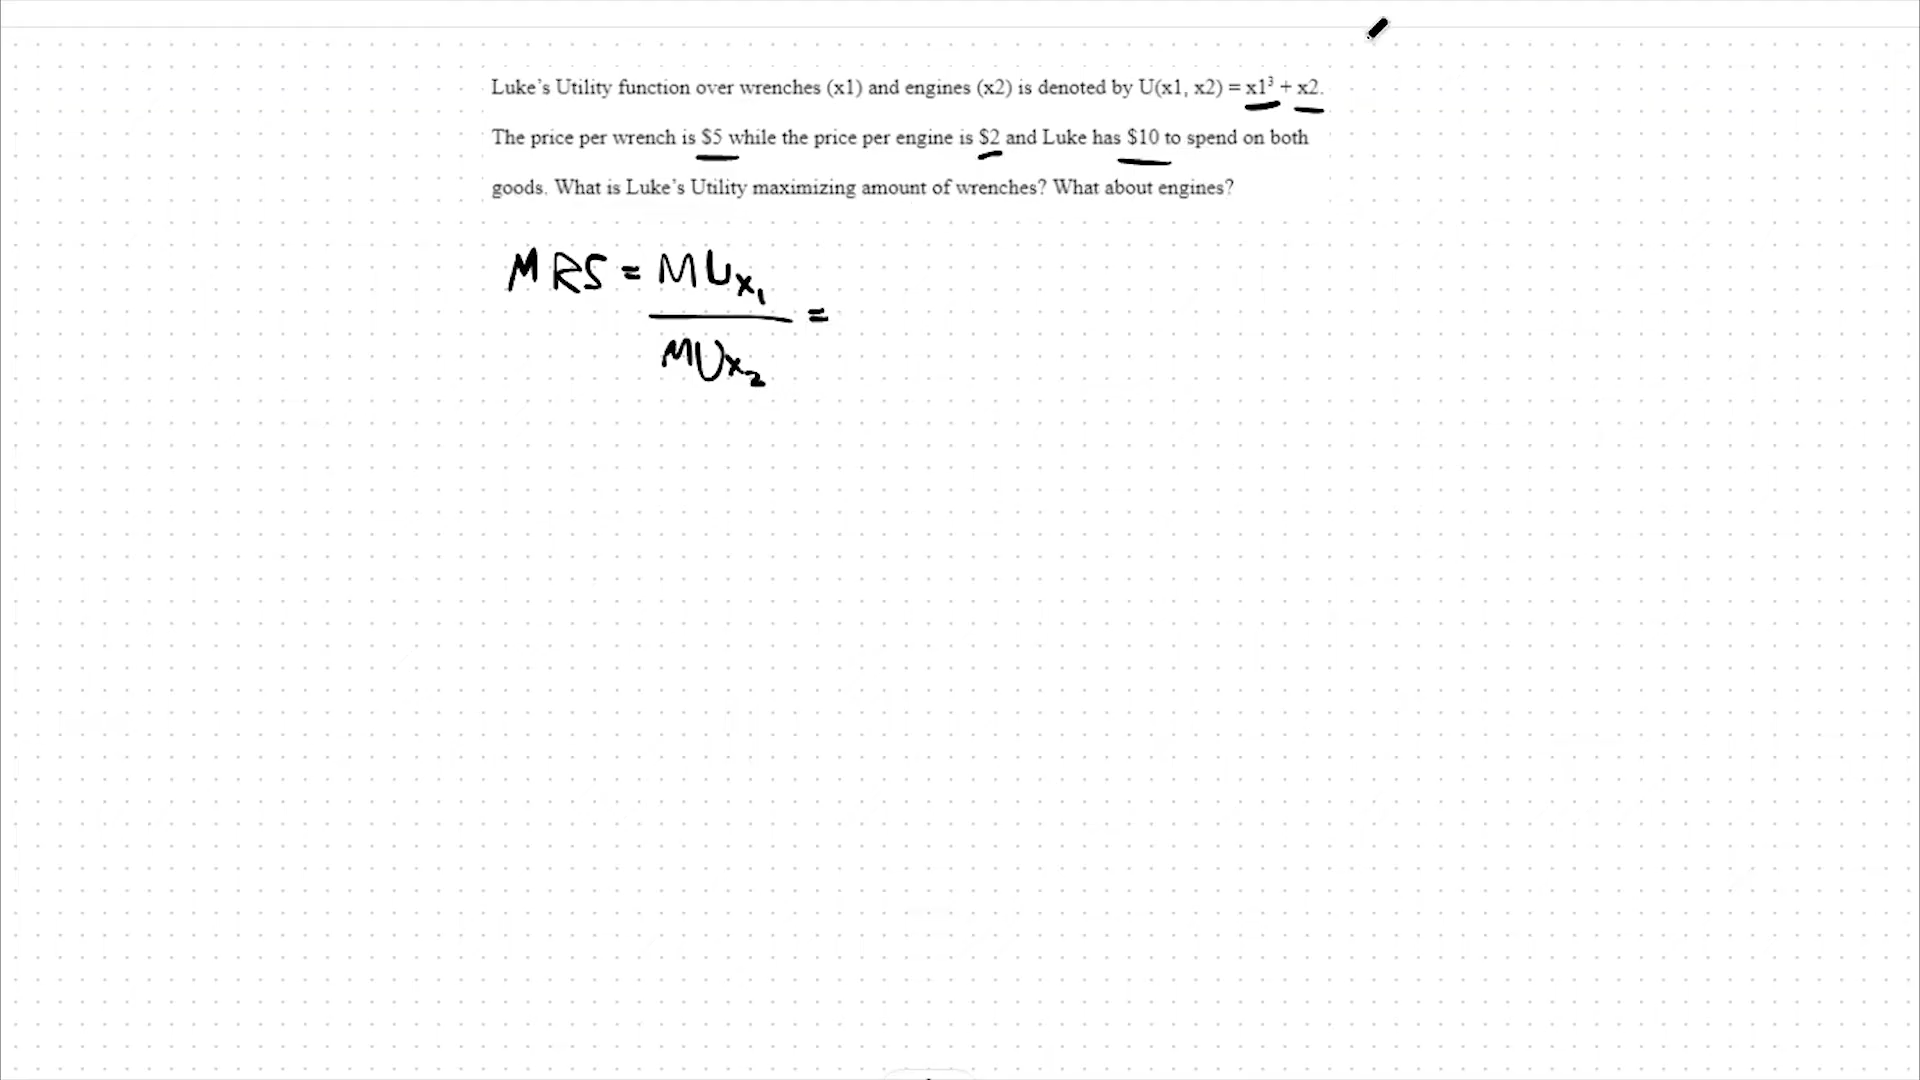 Luke’s Utility function over wrenches (x1) and engines (x2) is denoted by U(x1, x2) = x1³ + x2.
The price per wrench is $5 while the price per engine is $2 and Luke has $10 to spend on both
goods. What is Luke’s Utility maximizing amount of wrenches? What about engines?
MRS = MUx₁
=
MUx₂